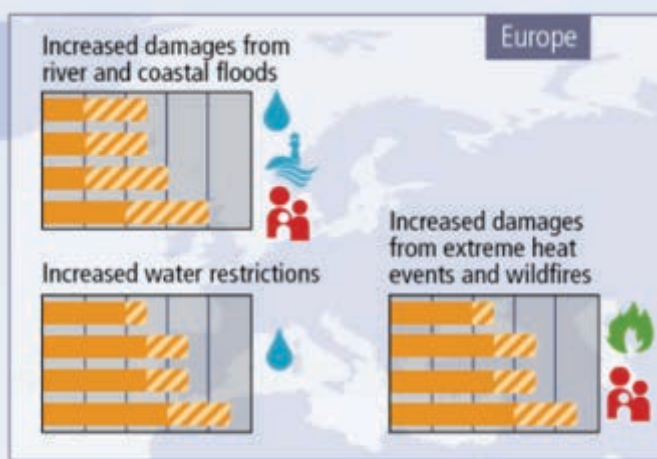 Europe
Increased damages from
river and coastal floods
Increased water restrictions
Increased damages
from extreme heat
events and wildfires